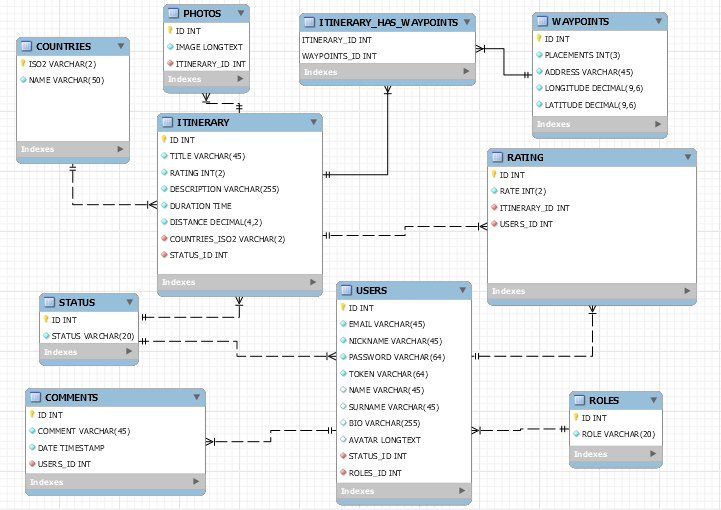 PHOTOS
ID INT
IMAGE LONGTEXT
ITINERARY_ID INT
Indexes
ITINERARY_HAS_WAYPOINTS
ITINERARY_ID INT
WAYPOINTS_ID INT
Indexes
WAYPOINTS
ID INT
PLACEMENTS INT(3)
ADDRESS VARCHAR(45)
LONGITUDE DECIMAL(9,6)
LATITUDE DECIMAL(9,6)
Indexes
COUNTRIES
ISO2 VARCHAR(2)
NAME VARCHAR(50)
Indexes
ITINERARY
ID INT
TITLE VARCHAR(45)
RATING INT(2)
DESCRIPTION VARCHAR(255)
DURATION TIME
DISTANCE DECIMAL(4,2)
COUNTRIES_ISO2 VARCHAR(2)
STATUS_ID INT
Indexes
RATING
ID INT
RATE INT(2)
ITINERARY_ID INT
USERS_ID INT
Indexes
STATUS
ID INT
STATUS VARCHAR(20)
Indexes
USERS
ID INT
EMAIL VARCHAR(45)
NICKNAME VARCHAR(45)
PASSWORD VARCHAR(64)
TOKEN VARCHAR(64)
NAME VARCHAR(45)
SURNAME VARCHAR(45)
BIO VARCHAR(255)
AVATAR LONGTEXT
STATUS_ID INT
ROLES_ID INT
Indexes
COMMENTS
ID INT
COMMENT VARCHAR(45)
DATE TIMESTAMP
USERS_ID INT
Indexes
ROLES
ID INT
ROLE VARCHAR(20)
Indexes